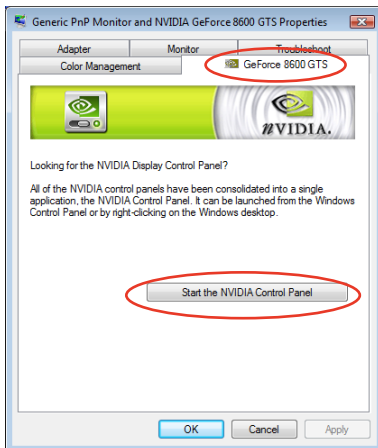 Generic PnP Monitor and NVIDIA GeForce 8600 GTS Properties
Adapter Monitor Troubleshoot
Color Management GeForce 8600 GTS
NVIDIA.
Looking for the NVIDIA Display Control Panel?
All of the NVIDIA control panels have been consolidated into a single
application, the NVIDIA Control Panel. It can be launched from the Windows
Control Panel or by right-clicking on the Windows desktop.
Start the NVIDIA Control Panel
OK Cancel Apply